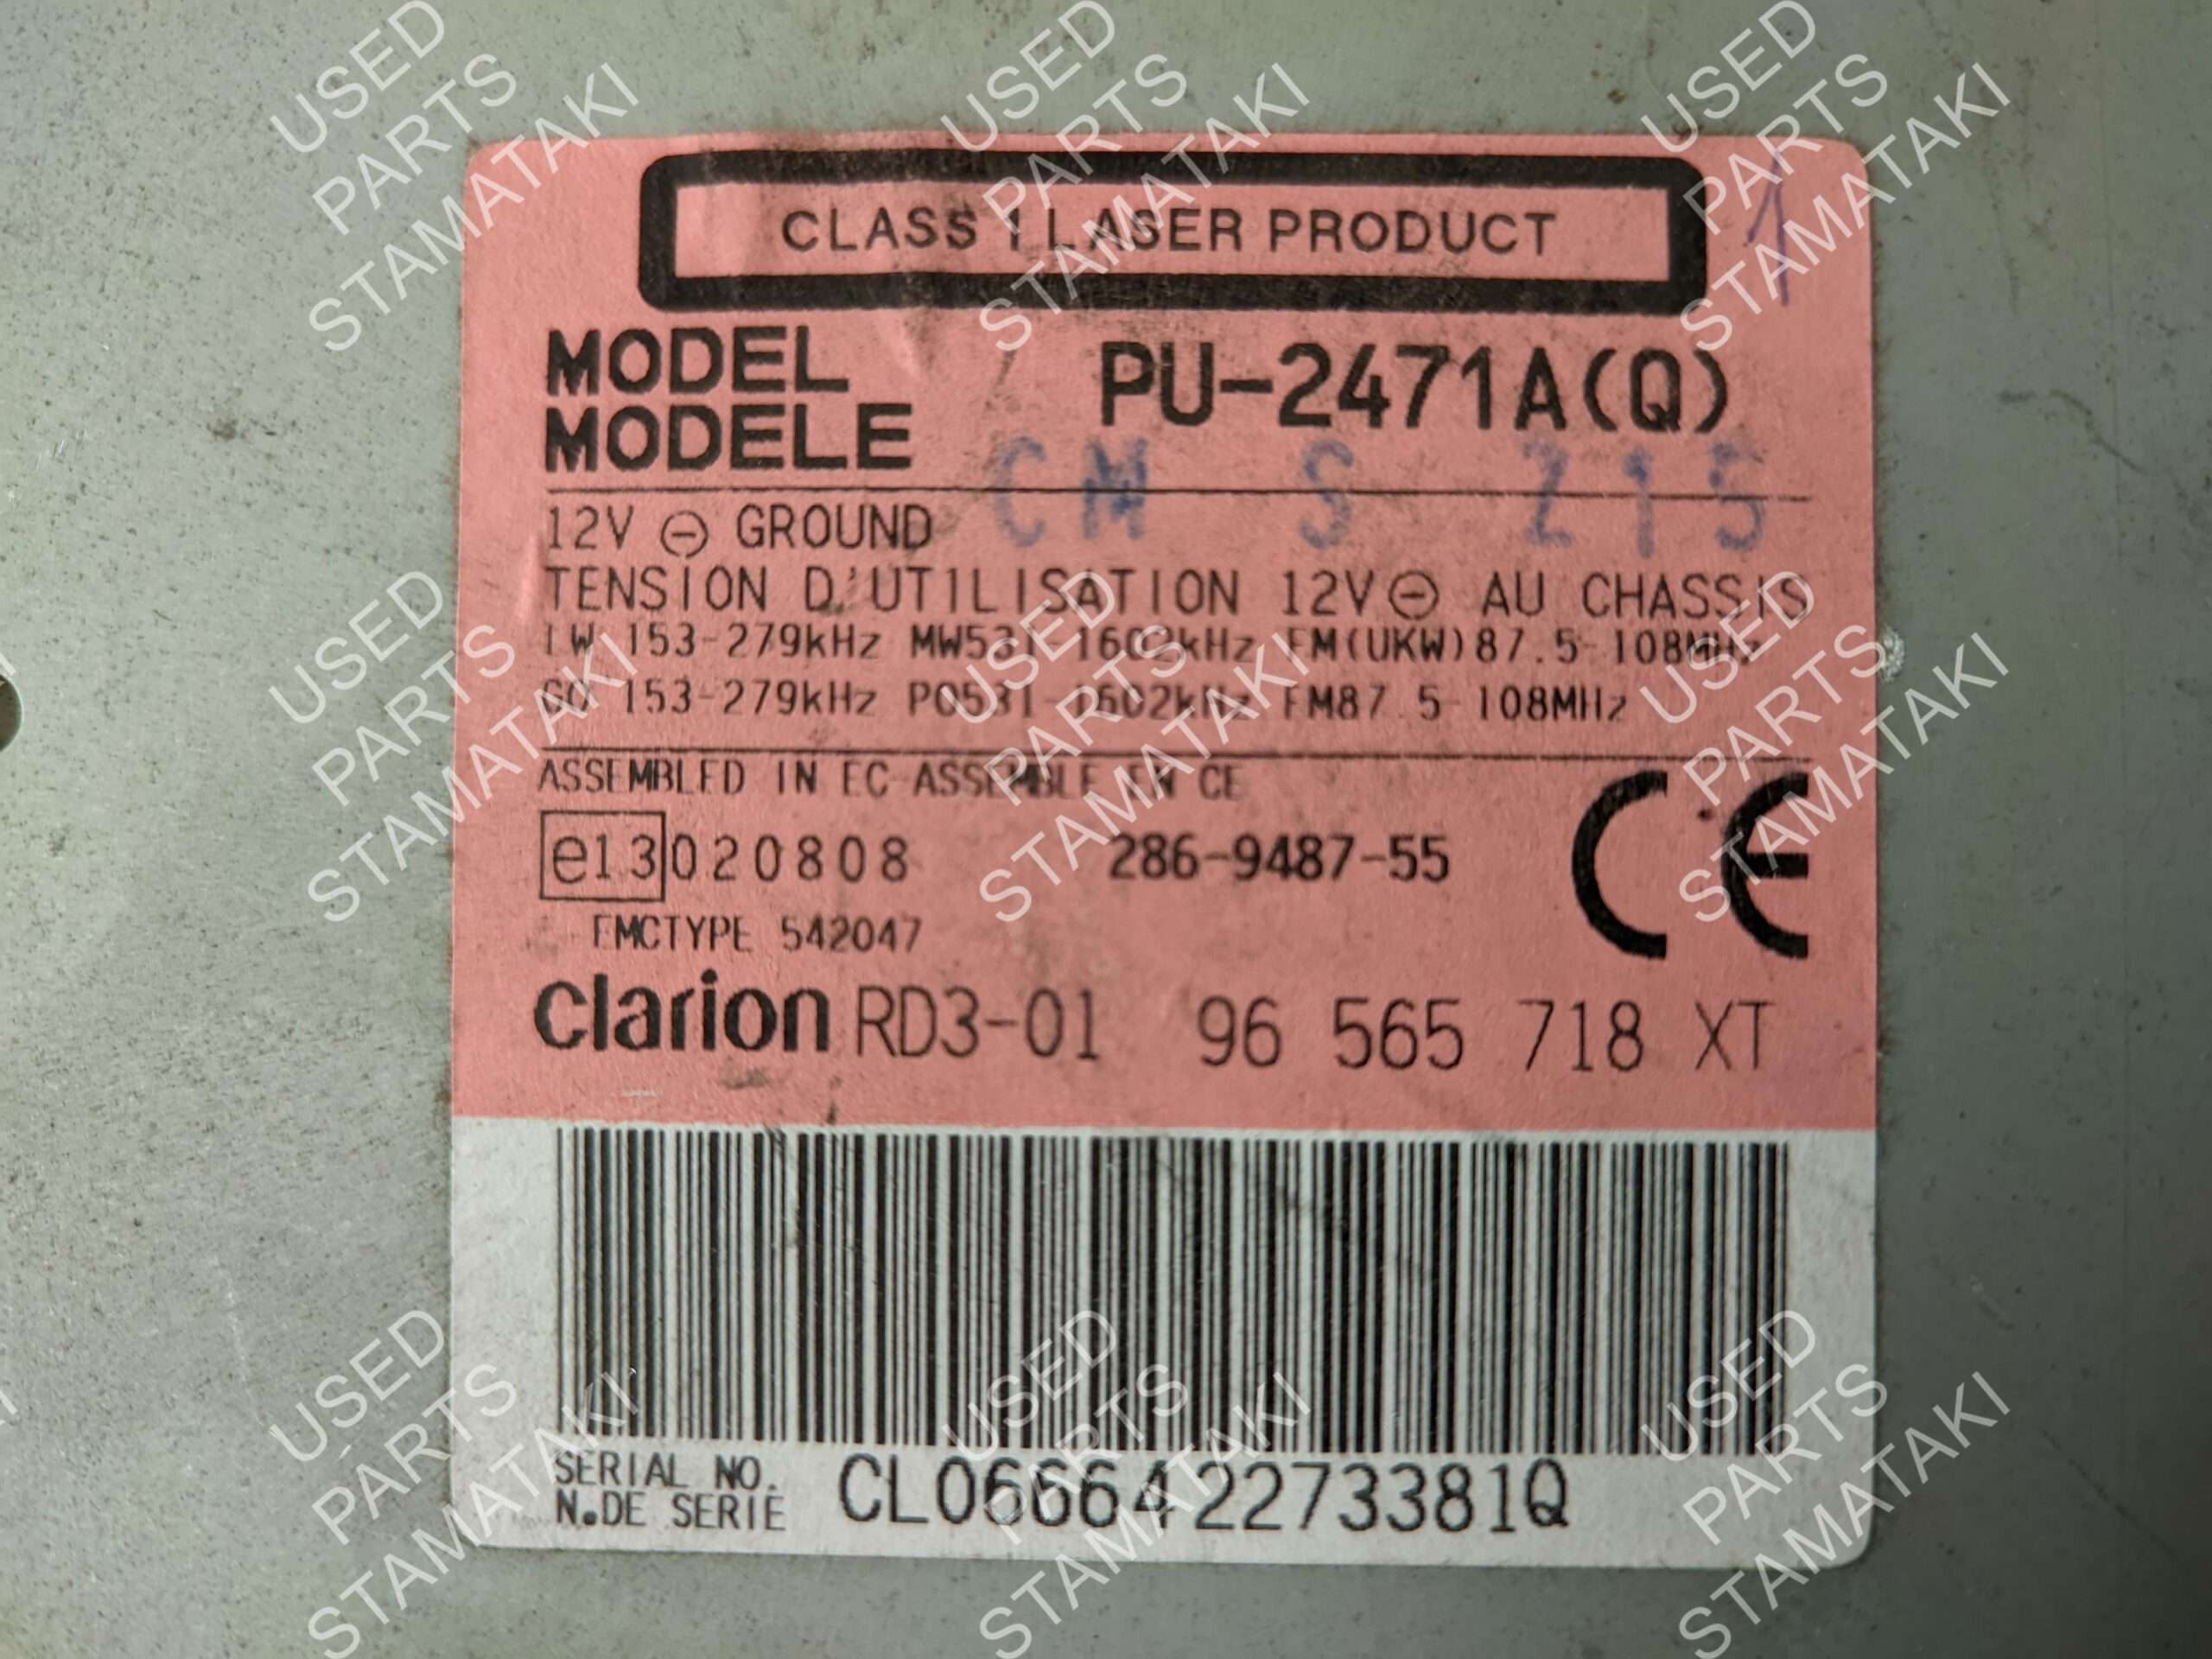 CLASS 1 LASER PRODUCT
1
MODEL
MODELE
PU-2471A(Q)
CM S 215
12V ⊖ GROUND
TENSION D'UTILISATION 12V ⊖ AU CHASSIS
LW 153-279kHz MW531-1602kHz FM(UKW)87.5-108MHz
GO 153-279kHz PO531-1602kHz FM87.5-108MHz
ASSEMBLED IN EC-ASSEMBLE EN CE
e13 020808 286-9487-55 CE
EMCTYPE 542047
clarion RD3-01 96 565 718 XT
SERIAL NO.
N.DE SERIE
CL066642273381Q
USED PARTS STAMATAKI